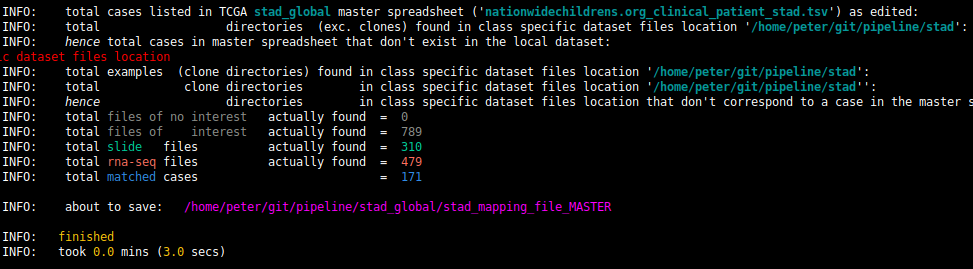 INFO:    total cases listed in TCGA stad_global master spreadsheet ('nationwidechildrens.org_clinical_patient_stad.tsv') as edited:
INFO:    total              directories  (exc. clones) found in class specific dataset files location '/home/peter/git/pipeline/stad':
INFO:    hence total cases in master spreadsheet that don't exist in the local dataset:
c dataset files location
INFO:    total examples  (clone directories) found in class specific dataset files location '/home/peter/git/pipeline/stad':
INFO:    total            clone directories        in class specific dataset files location '/home/peter/git/pipeline/stad'':
INFO:    hence                  directories        in class specific dataset files location that don't correspond to a case in the master s
INFO:    total files of no interest   actually found  =  0
INFO:    total files of    interest   actually found  =  789
INFO:    total slide   files          actually found  =  310
INFO:    total rna-seq files          actually found  =  479
INFO:    total matched cases                          =  171
INFO:    about to save:   /home/peter/git/pipeline/stad_global/stad_mapping_file_MASTER
INFO:   finished
INFO:   took 0.0 mins (3.0 secs)